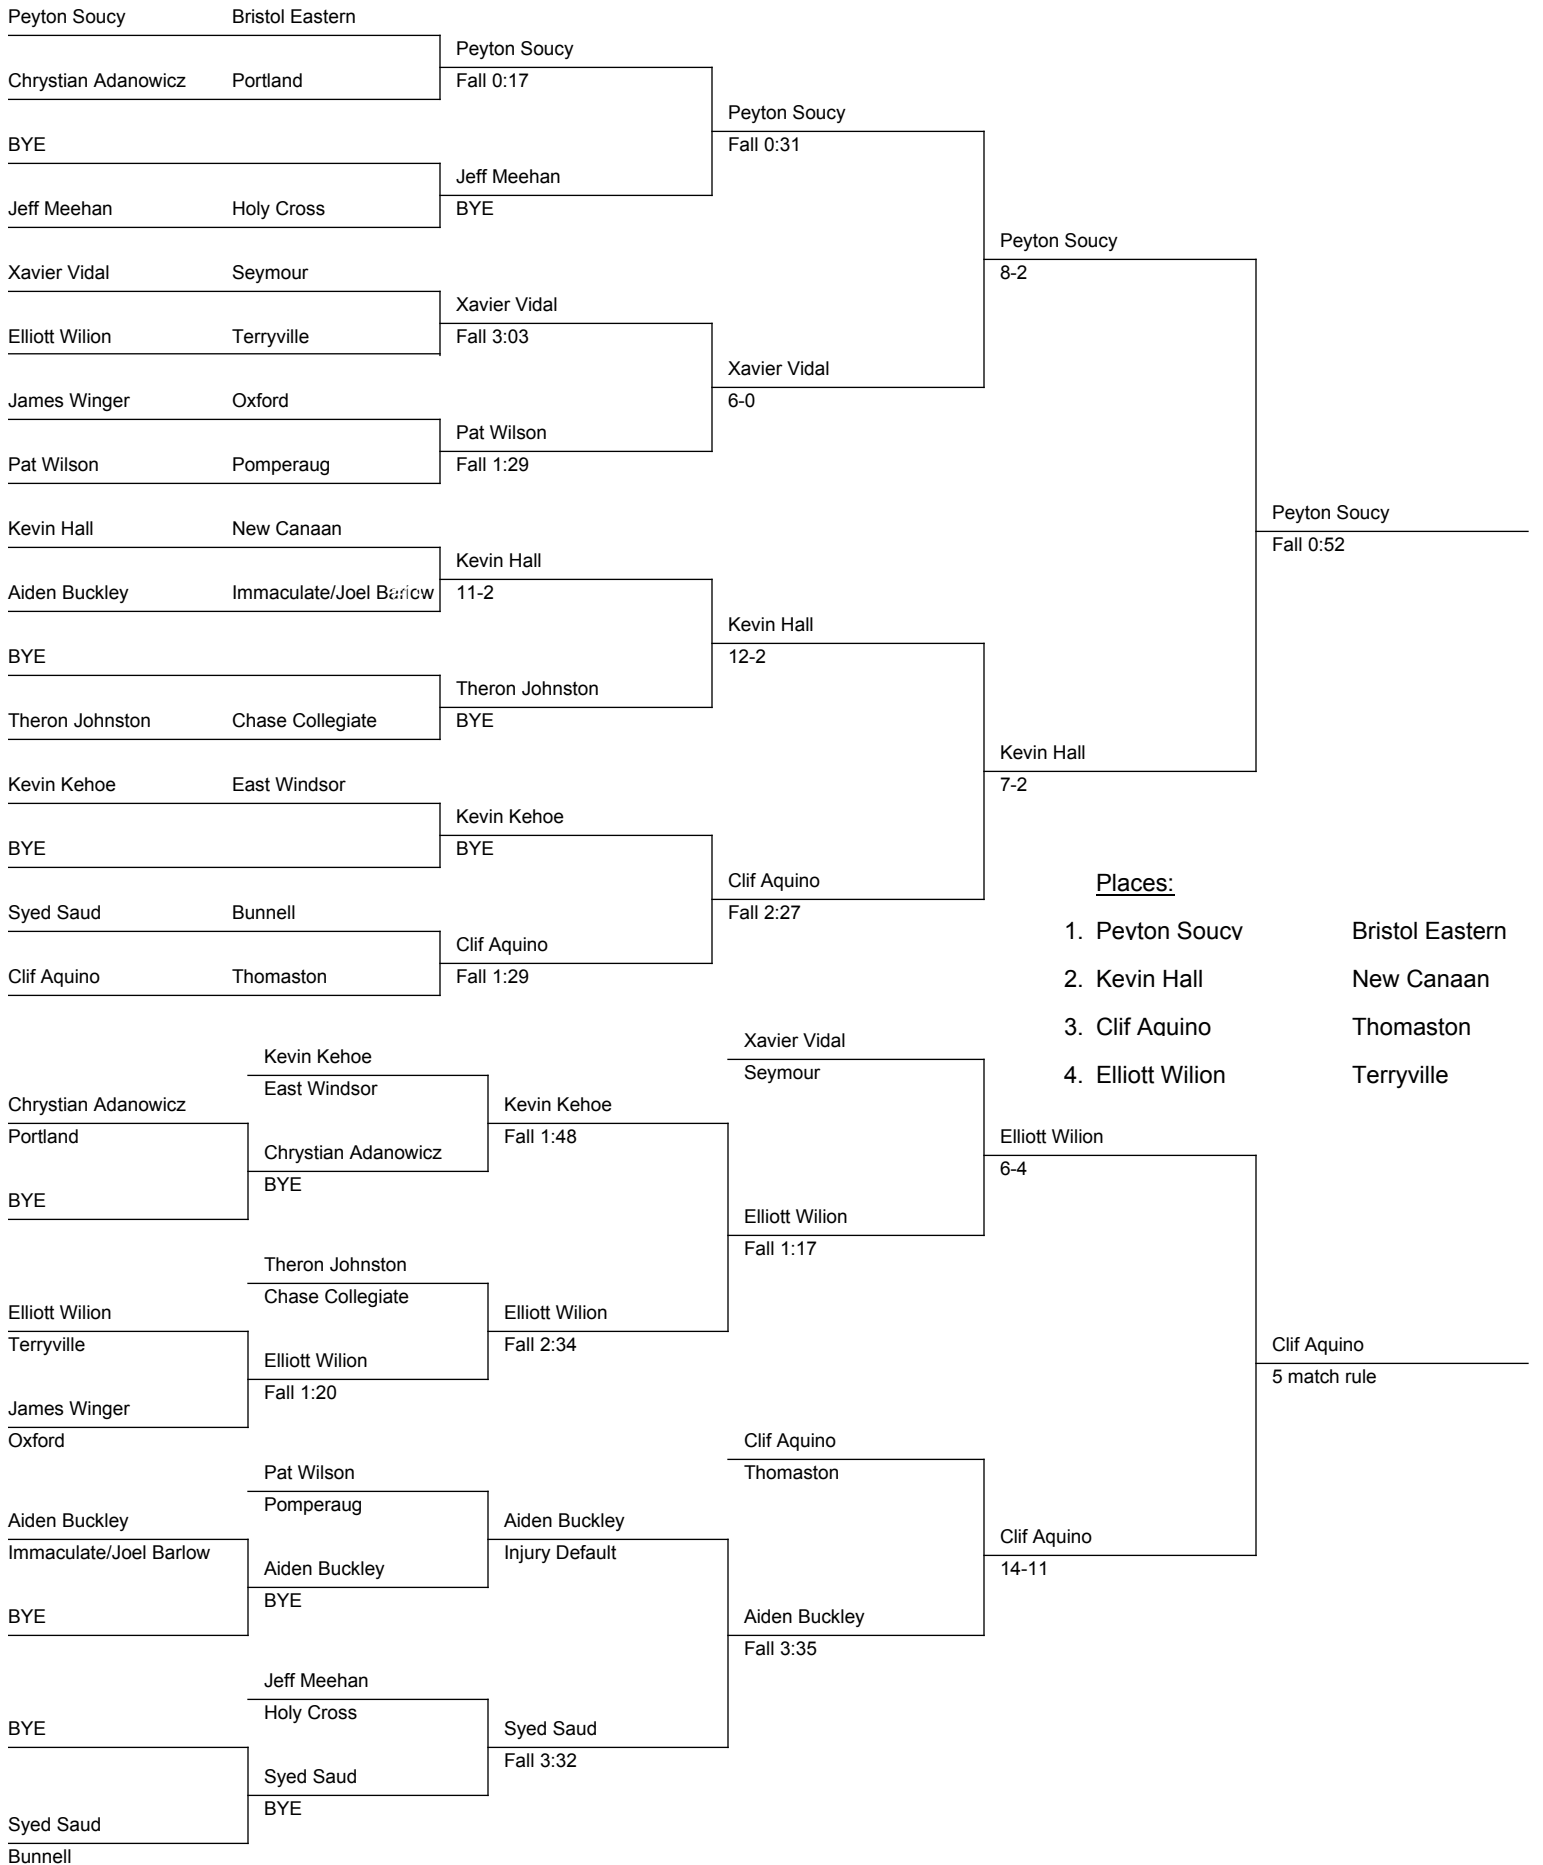 Peyton Soucy Bristol Eastern
Peyton Soucy
Chrystian Adanowicz Portland Fall 0:17
Peyton Soucy
BYE Fall 0:31
Jeff Meehan
Jeff Meehan Holy Cross BYE
Peyton Soucy
Xavier Vidal Seymour 8-2
Xavier Vidal
Elliott Wilion Terryville Fall 3:03
Xavier Vidal
James Winger Oxford 6-0
Pat Wilson
Pat Wilson Pomperaug Fall 1:29
Peyton Soucy
Kevin Hall New Canaan Fall 0:52
Kevin Hall
Aiden Buckley Immaculate/Joel Barlow 11-2
Kevin Hall
BYE 12-2
Theron Johnston
Theron Johnston Chase Collegiate BYE
Kevin Hall
Kevin Kehoe East Windsor 7-2
Kevin Kehoe
BYE BYE
Clif Aquino Places:
Syed Saud Bunnell Fall 2:27
1. Peyton Soucy Bristol Eastern
Clif Aquino
Clif Aquino Thomaston Fall 1:29
2. Kevin Hall New Canaan
3. Clif Aquino Thomaston
Xavier Vidal
Kevin Kehoe
Seymour
4. Elliott Wilion Terryville
East Windsor
Chrystian Adanowicz Kevin Kehoe
Portland Fall 1:48 Elliott Wilion
Chrystian Adanowicz
6-4
BYE
BYE
Elliott Wilion
Fall 1:17
Theron Johnston
Chase Collegiate
Elliott Wilion Elliott Wilion
Terryville Fall 2:34 Clif Aquino
Elliott Wilion
5 match rule
Fall 1:20
James Winger
Oxford Clif Aquino
Pat Wilson Thomaston
Pomperaug
Aiden Buckley Aiden Buckley
Clif Aquino
Immaculate/Joel Barlow Injury Default
Aiden Buckley 14-11
BYE
BYE Aiden Buckley
Fall 3:35
Jeff Meehan
Holy Cross
BYE Syed Saud
Fall 3:32
Syed Saud
BYE
Syed Saud
Bunnell